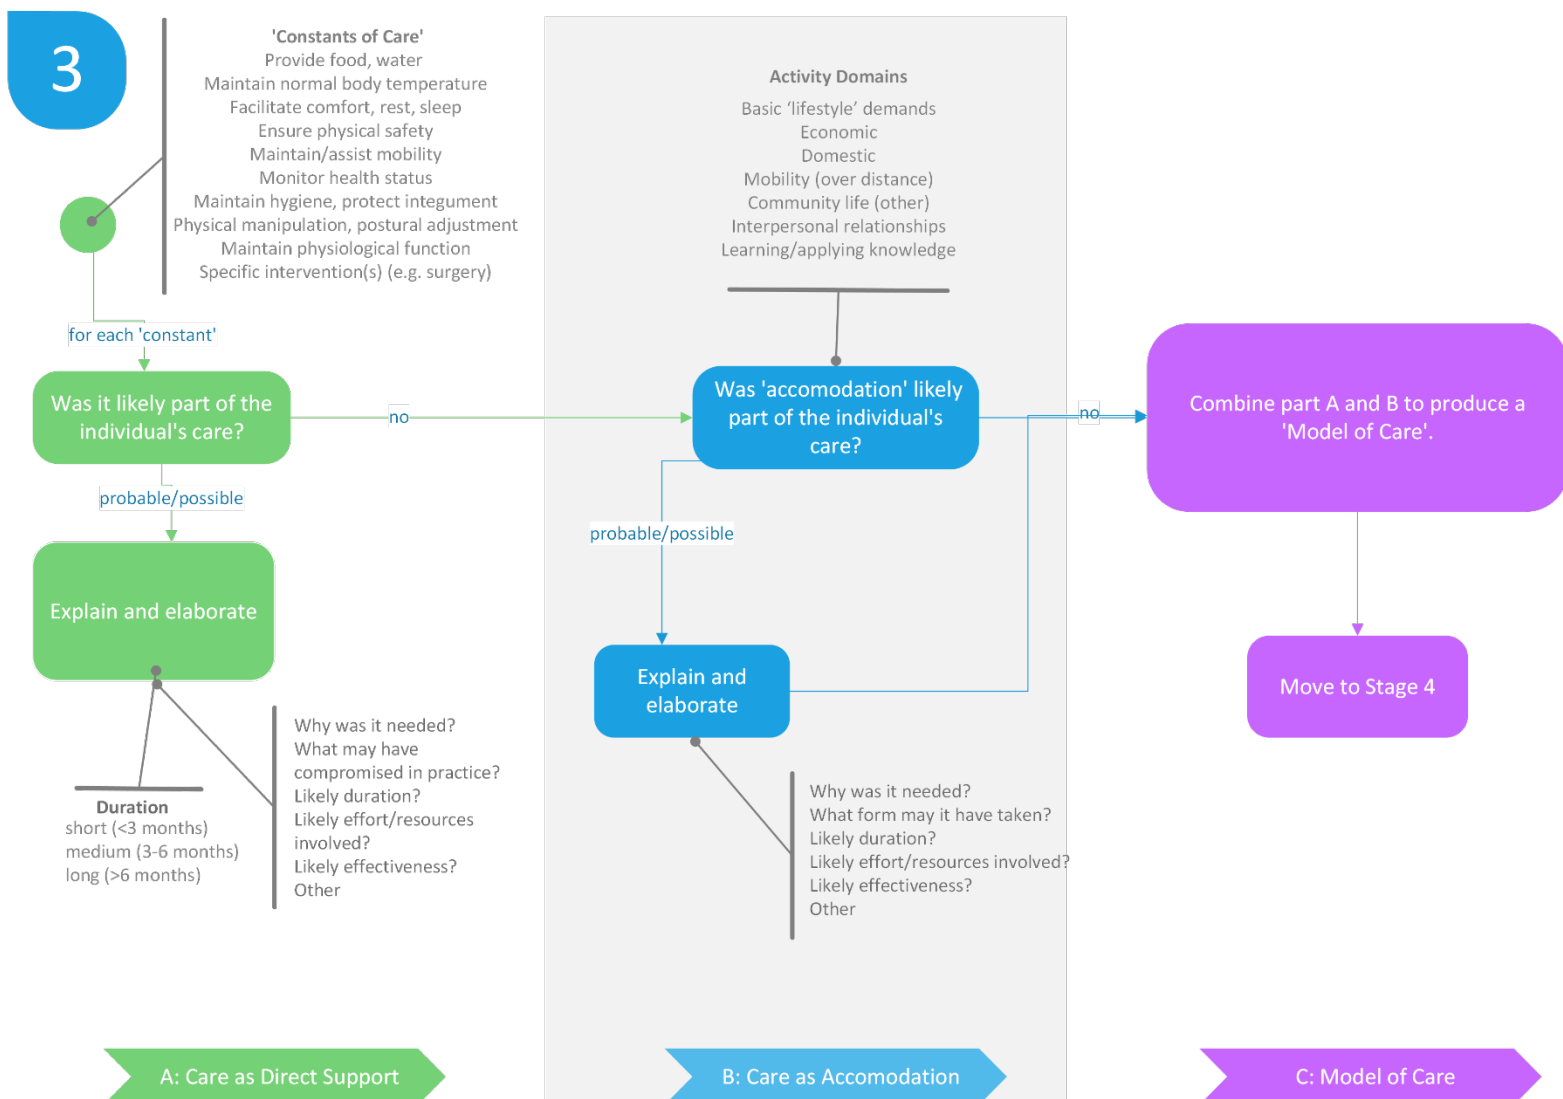 3
'Constants of Care'
Provide food, water
Maintain normal body temperature
Facilitate comfort, rest, sleep
Ensure physical safety
Maintain/assist mobility
Monitor health status
Maintain hygiene, protect integument
Physical manipulation, postural adjustment
Maintain physiological function
Specific intervention(s) (e.g. surgery)
for each 'constant'
Was it likely part of the
individual's care?
no
probable/possible
Explain and elaborate
Duration
short (<3 months)
medium (3-6 months)
long (>6 months)
Why was it needed?
What may have
compromised in practice?
Likely duration?
Likely effort/resources
involved?
Likely effectiveness?
Other
A: Care as Direct Support
Activity Domains
Basic ‘lifestyle’ demands
Economic
Domestic
Mobility (over distance)
Community life (other)
Interpersonal relationships
Learning/applying knowledge
Was 'accomodation' likely
part of the individual's
care?
no
probable/possible
Explain and
elaborate
Why was it needed?
What form may it have taken?
Likely duration?
Likely effort/resources involved?
Likely effectiveness?
Other
B: Care as Accomodation
Combine part A and B to produce a
'Model of Care'.
Move to Stage 4
C: Model of Care